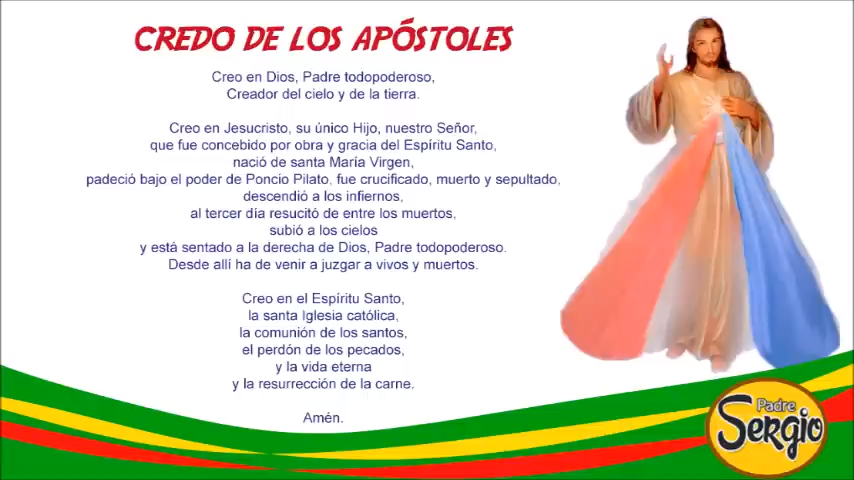 CREDO DE LOS APÓSTOLES
Creo en Dios, Padre todopoderoso,
Creador del cielo y de la tierra.
Creo en Jesucristo, su único Hijo, nuestro Señor,
que fue concebido por obra y gracia del Espíritu Santo,
nació de santa María Virgen,
padeció bajo el poder de Poncio Pilato, fue crucificado, muerto y sepultado,
descendió a los infiernos,
al tercer día resucitó de entre los muertos,
subió a los cielos
y está sentado a la derecha de Dios, Padre todopoderoso.
Desde allí ha de venir a juzgar a vivos y muertos.
Creo en el Espíritu Santo,
la santa Iglesia católica,
la comunión de los santos,
el perdón de los pecados,
y la vida eterna
y la resurrección de la carne.
Amén.
Padre
Sergio